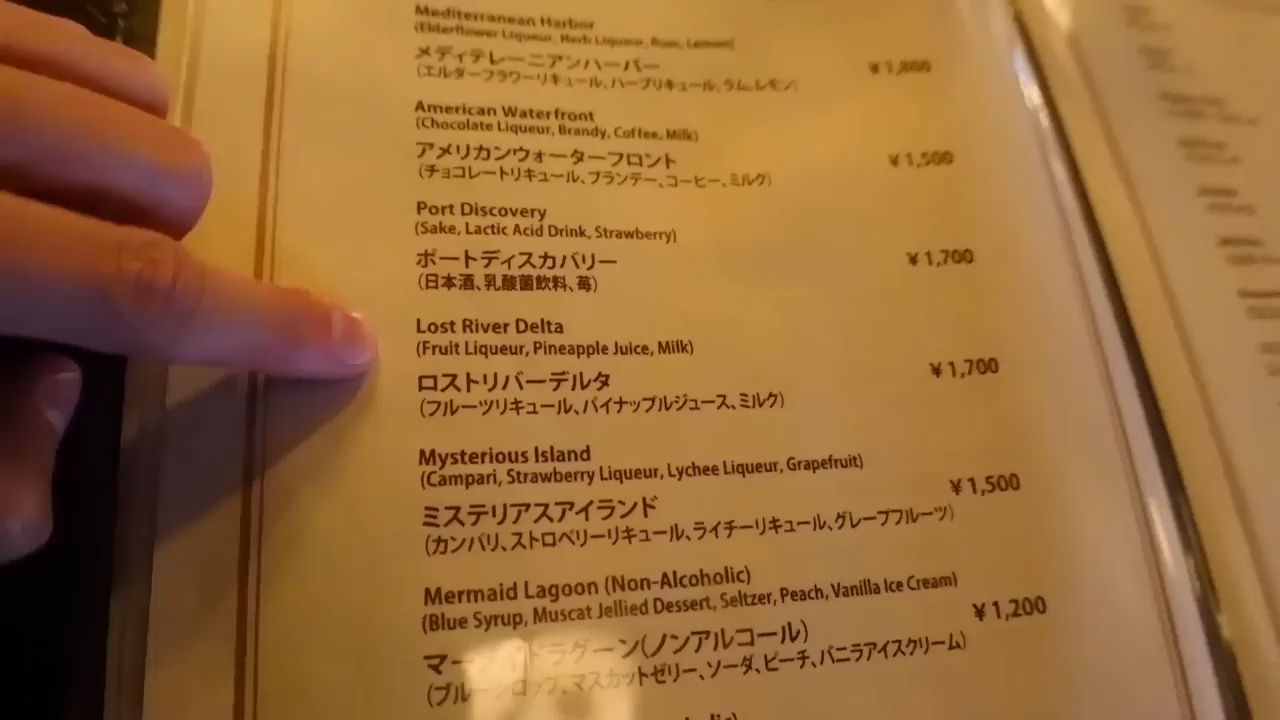 Mediterranean Harbor
(Elderflower Liqueur, Herb Liqueur, Rum, Lemon)
メディテレーニアンハーバー
(エルダーフラワーリキュール、ハーブリキュール、ラム、レモン)
¥1,800
American Waterfront
(Chocolate Liqueur, Brandy, Coffee, Milk)
アメリカンウォーターフロント
¥1,500
(チョコレートリキュール、ブランデー、コーヒー、ミルク)
Port Discovery
(Sake, Lactic Acid Drink, Strawberry)
ポートディスカバリー
¥1,700
(日本酒、乳酸菌飲料、苺)
Lost River Delta
(Fruit Liqueur, Pineapple Juice, Milk)
ロストリバーデルタ
¥1,700
(フルーツリキュール、パイナップルジュース、ミルク)
Mysterious Island
(Campari, Strawberry Liqueur, Lychee Liqueur, Grapefruit)
ミステリアスアイランド
¥1,500
(カンパリ、ストロベリーリキュール、ライチーリキュール、グレープフルーツ)
Mermaid Lagoon (Non-Alcoholic)
(Blue Syrup, Muscat Jellied Dessert, Seltzer, Peach, Vanilla Ice Cream)
マーメイドラグーン(ノンアルコール)
¥1,200
(ブルーシロップ、マスカットゼリー、ソーダ、ピーチ、バニラアイスクリーム)